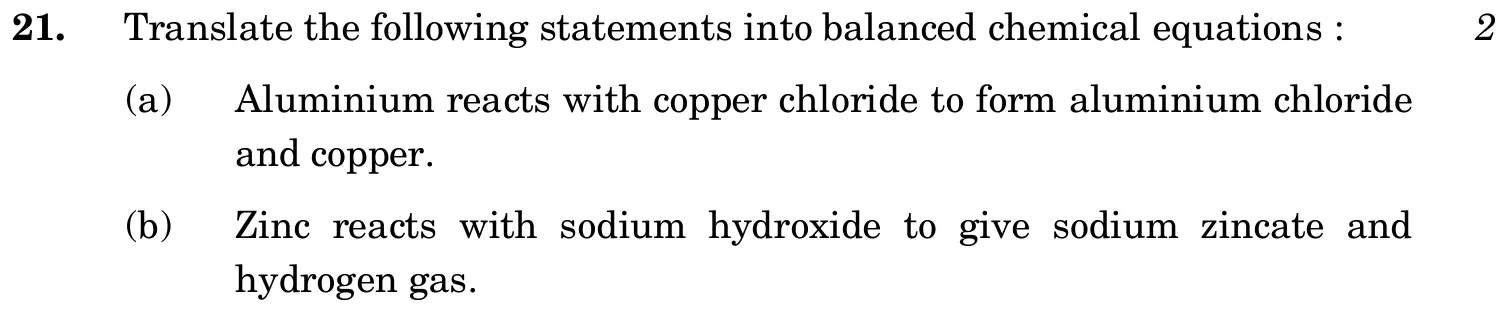 21. Translate the following statements into balanced chemical equations : 2
(a) Aluminium reacts with copper chloride to form aluminium chloride
and copper.
(b) Zinc reacts with sodium hydroxide to give sodium zincate and
hydrogen gas.